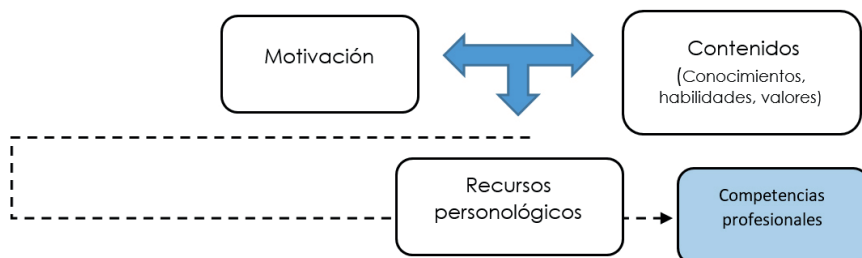 Motivación
Contenidos
(Conocimientos,
habilidades, valores)
Recursos
personológicos
Competencias
profesionales